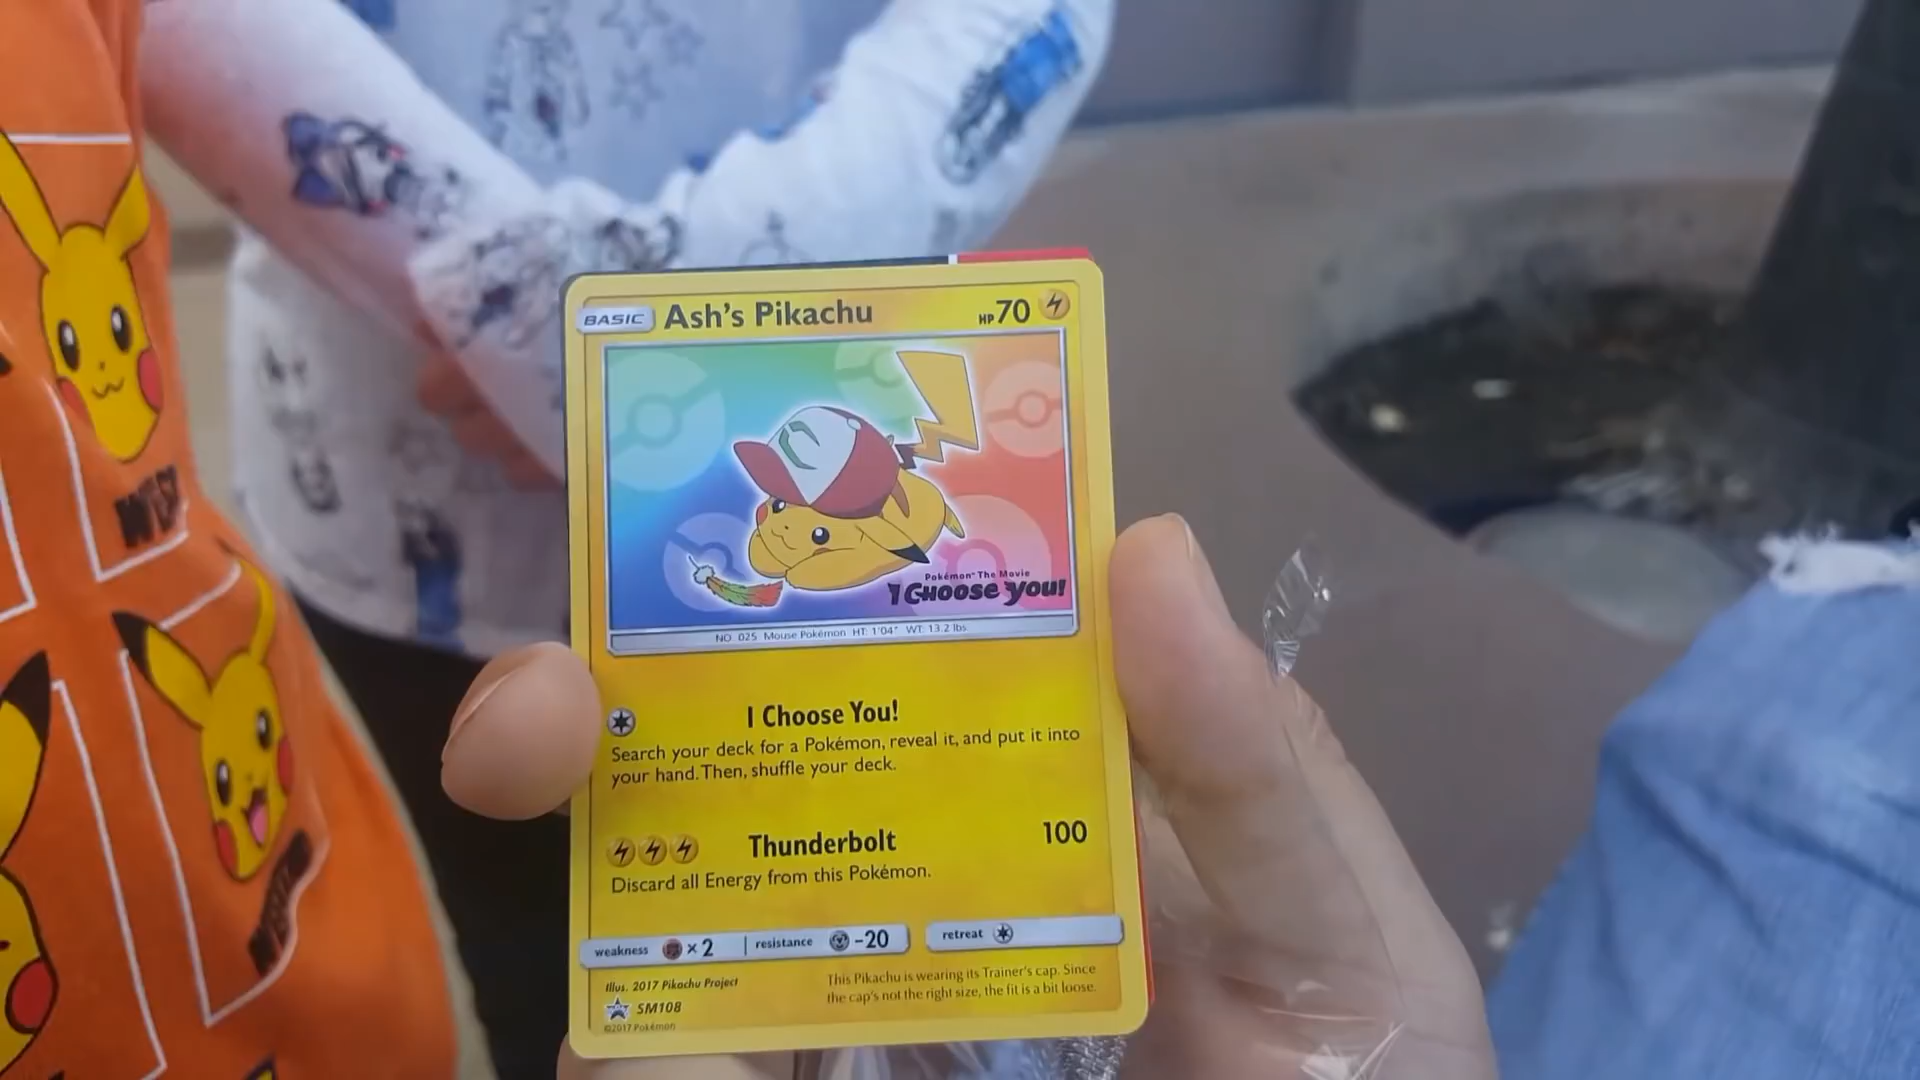 BASIC Ash's Pikachu HP 70
Pokémon The Movie
I Choose You!
NO. 025 Mouse Pokémon HT: 1'04" WT: 13.2 lbs
I Choose You!
Search your deck for a Pokémon, reveal it, and put it into
your hand. Then, shuffle your deck.
Thunderbolt 100
Discard all Energy from this Pokémon.
weakness ×2 resistance -20 retreat
Illus. 2017 Pikachu Project
SM108
©2017 Pokémon
This Pikachu is wearing its Trainer's cap. Since
the cap's not the right size, the fit is a bit loose.